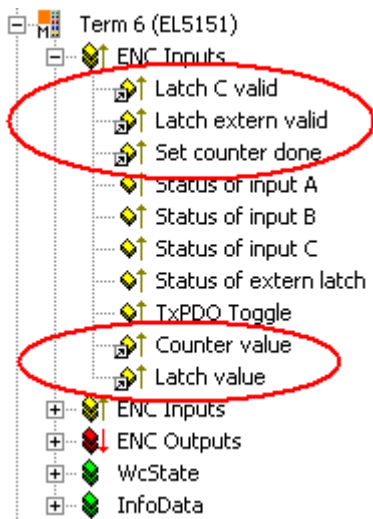 Term 6 (EL5151)
ENC Inputs
Latch C valid
Latch extern valid
Set counter done
Status of input A
Status of input B
Status of input C
Status of extern latch
TxPDO Toggle
Counter value
Latch value
ENC Inputs
ENC Outputs
WcState
InfoData